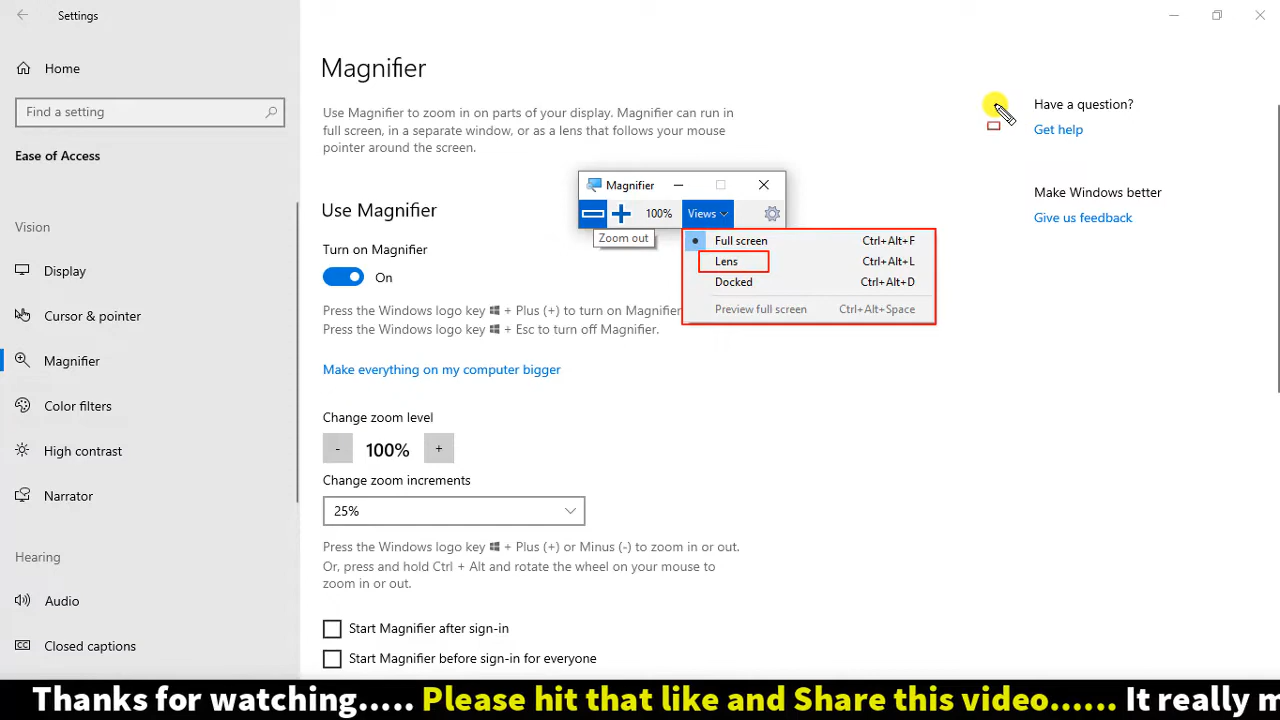 Settings
Home
Find a setting
Ease of Access
Vision
Display
Cursor & pointer
Magnifier
Color filters
High contrast
Narrator
Hearing
Audio
Closed captions
Magnifier
Use Magnifier to zoom in on parts of your display. Magnifier can run
in full screen, in a separate window, or as a lens that follows your mouse
pointer around the screen.
Use Magnifier
Turn on Magnifier
On
Press the Windows logo key + Plus (+) to turn on Magnifier
Press the Windows logo key + Esc to turn off Magnifier.
Make everything on my computer bigger
Change zoom level
- 100% +
Change zoom increments
25%
Press the Windows logo key + Plus (+) or Minus (-) to zoom in or out.
Or, press and hold Ctrl + Alt and rotate the wheel on your mouse to
zoom in or out.
Start Magnifier after sign-in
Start Magnifier before sign-in for everyone
Magnifier
100% Views
Zoom out
Full screen Ctrl+Alt+F
Lens Ctrl+Alt+L
Docked Ctrl+Alt+D
Preview full screen Ctrl+Alt+Space
Have a question?
Get help
Make Windows better
Give us feedback
Thanks for watching..... Please hit that like and Share this video...... It really m